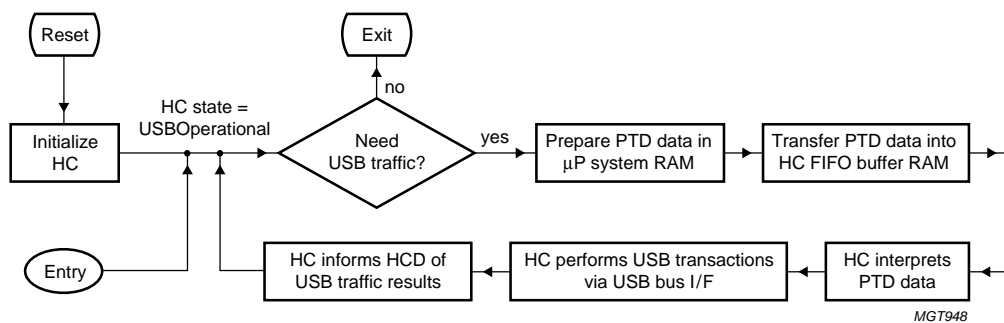 Reset
Exit
no
HC state =
USBOperational
Initialize
HC
Need
USB traffic?
yes
Prepare PTD data in
μP system RAM
Transfer PTD data into
HC FIFO buffer RAM
Entry
HC informs HCD of
USB traffic results
HC performs USB transactions
via USB bus I/F
HC interprets
PTD data
MGT948